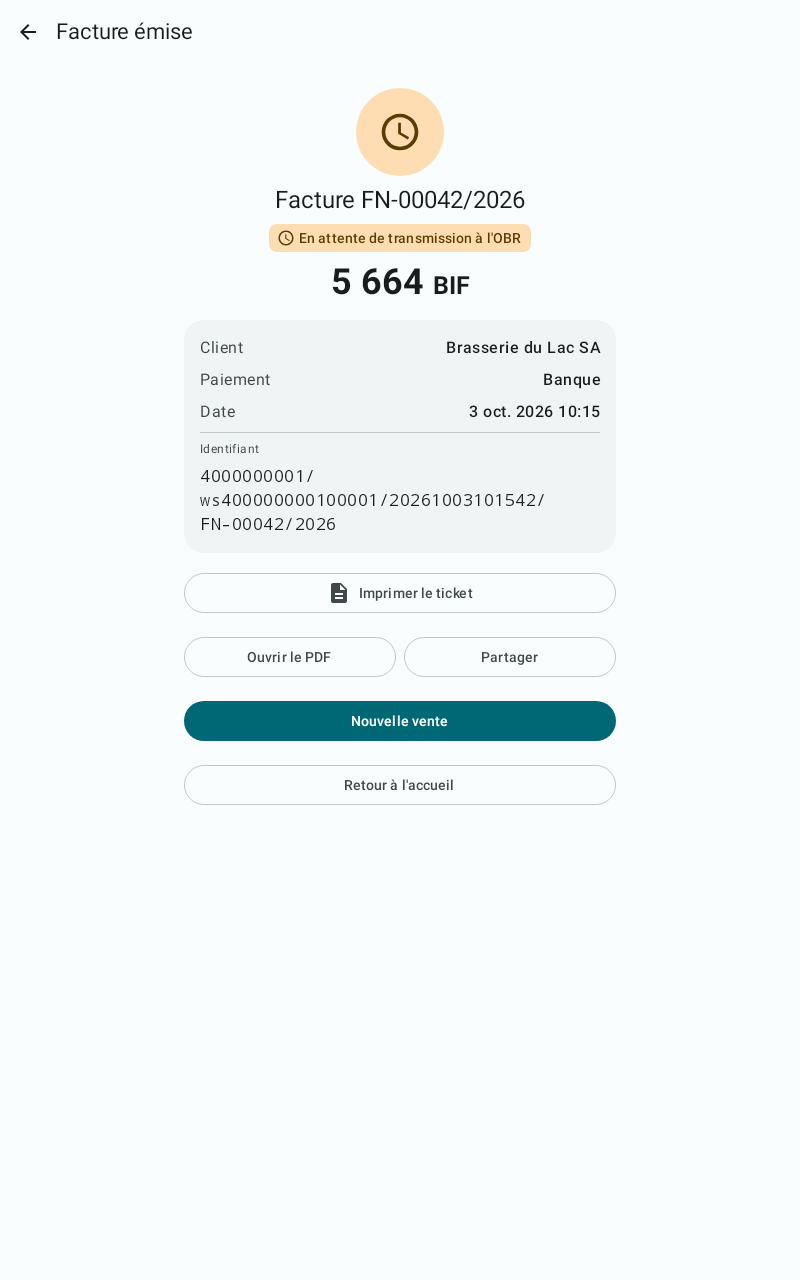 Facture émise
Facture FN-00042/2026
En attente de transmission à l'OBR
5 664 BIF
Client Brasserie du Lac SA
Paiement Banque
Date 3 oct. 2026 10:15
Identifiant
4000000001/
ws400000000100001/20261003101542/
FN-00042/2026
Imprimer le ticket
Ouvrir le PDF Partager
Nouvelle vente
Retour à l'accueil